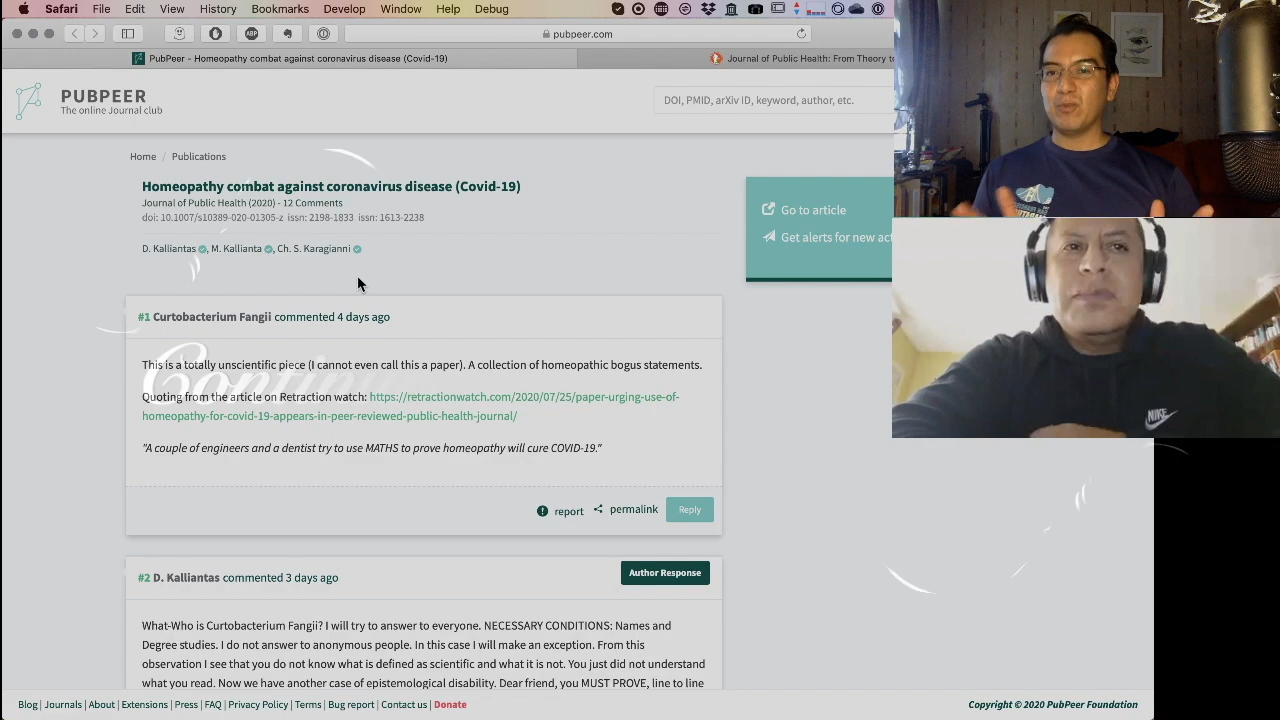 Safari File Edit View History Bookmarks Develop Window Help Debug
ABP
pubpeer.com
PubPeer - Homeopathy combat against coronavirus disease (Covid-19)
Journal of Public Health: From Theory to
PUBPEER
The online Journal club
DOI, PMID, arXiv ID, keyword, author, etc.
Home / Publications
Homeopathy combat against coronavirus disease (Covid-19)
Journal of Public Health (2020) - 12 Comments
doi: 10.1007/s10389-020-01305-z issn: 2198-1833 issn: 1613-2238
D. Kalliantas, M. Kallianta, Ch. S. Karagianni
Go to article
Get alerts for new act
#1 Curtobacterium Fangii commented 4 days ago
This is a totally unscientific piece (I cannot even call this a paper). A collection of homeopathic bogus statements.
Contin
Quoting from the article on Retraction watch: https://retractionwatch.com/2020/07/25/paper-urging-use-of-
homeopathy-for-covid-19-appears-in-peer-reviewed-public-health-journal/
"A couple of engineers and a dentist try to use MATHS to prove homeopathy will cure COVID-19."
report permalink Reply
#2 D. Kalliantas commented 3 days ago
Author Response
What-Who is Curtobacterium Fangii? I will try to answer to everyone. NECESSARY CONDITIONS: Names and
Degree studies. I do not answer to anonymous people. In this case I will make an exception. From this
observation I see that you do not know what is defined as scientific and what it is not. You just did not understand
what you read. Now we have another case of epistemological disability. Dear friend, you MUST PROVE, line to line
NIKE
Blog | Journals | About | Extensions | Press | FAQ | Privacy Policy | Terms | Bug report | Contact us | Donate
Copyright © 2020 PubPeer Foundation